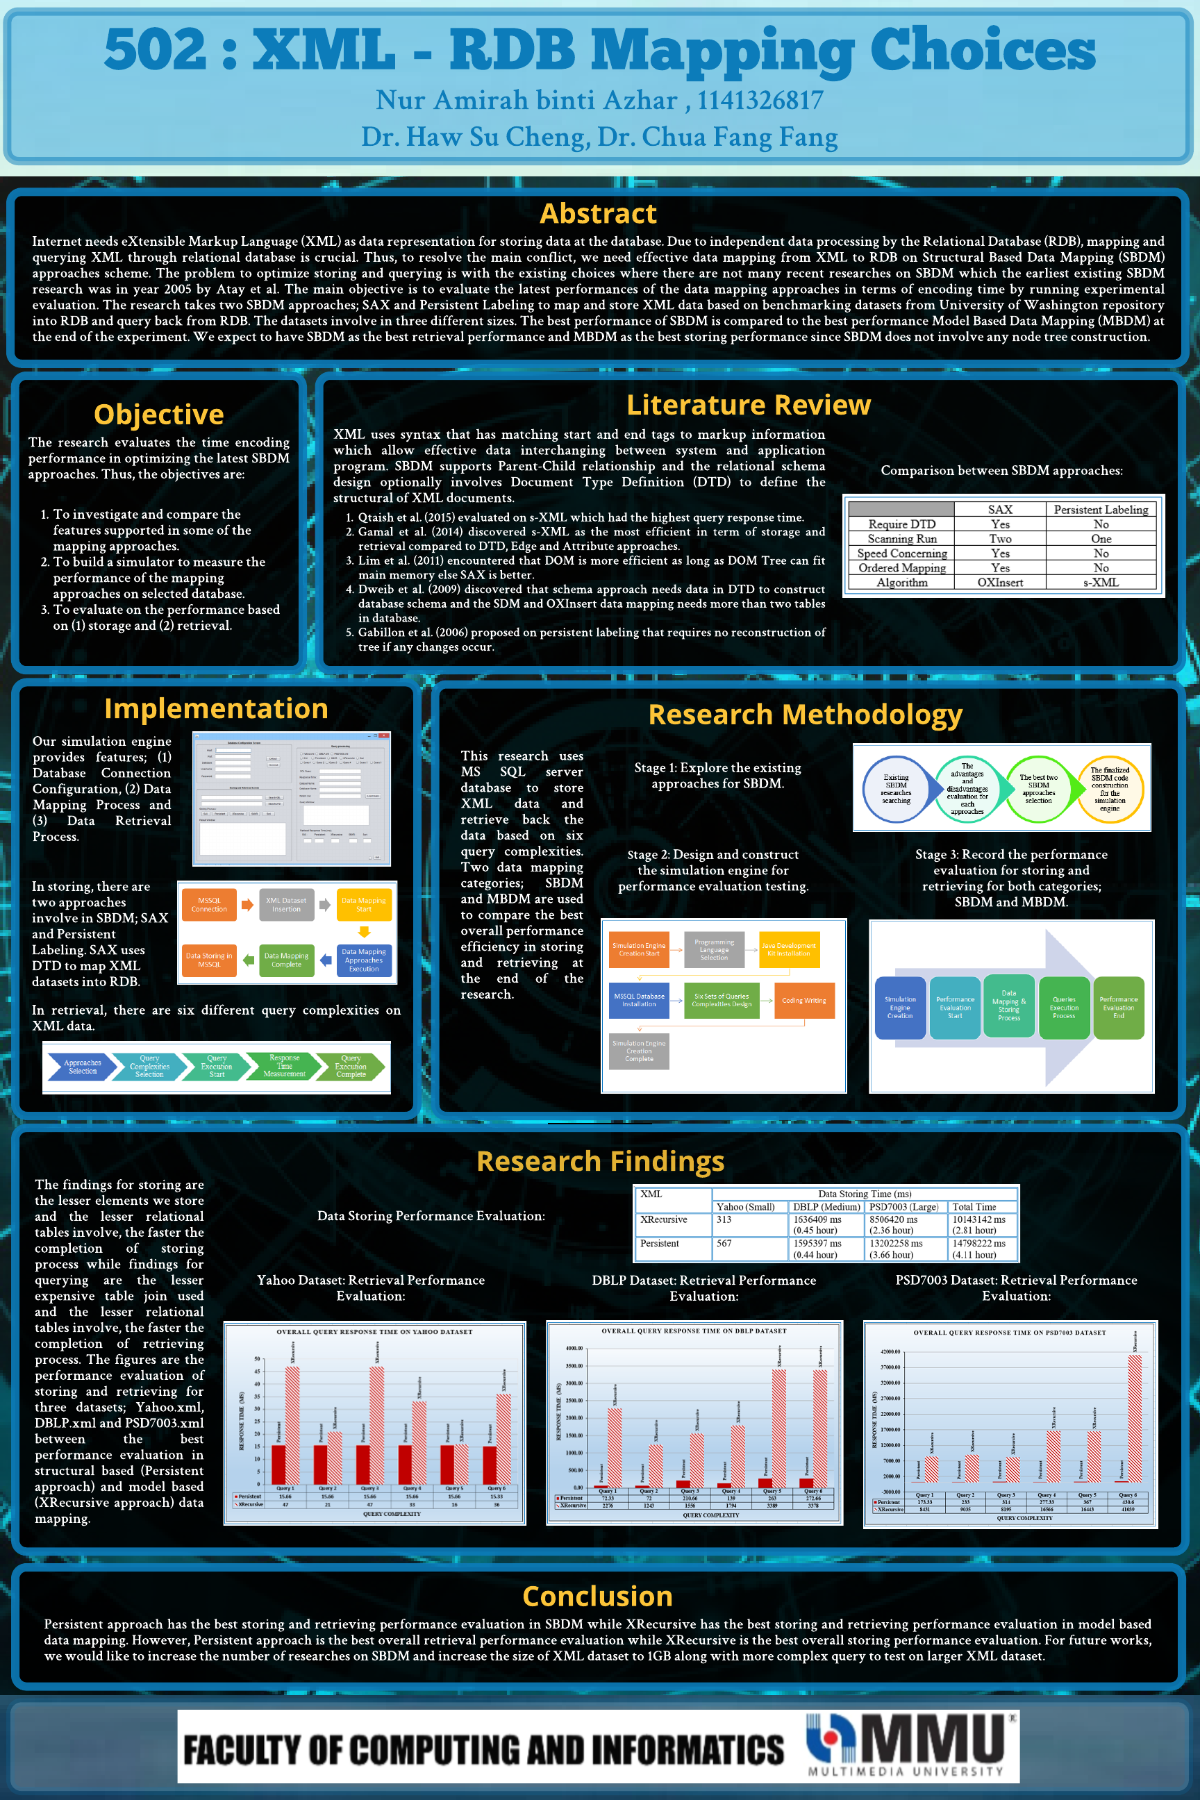 502 : XML - RDB Mapping Choices
Nur Amirah binti Azhar , 1141326817
Dr. Haw Su Cheng, Dr. Chua Fang Fang
Abstract
Internet needs eXtensible Markup Language (XML) as data representation for storing data at the database. Due to independent data processing by the Relational Database (RDB), mapping and
querying XML through relational database is crucial. Thus, to resolve the main conflict, we need effective data mapping from XML to RDB on Structural Based Data Mapping (SBDM)
approaches scheme. The problem to optimize storing and querying is with the existing choices where there are not many recent researches on SBDM which the earliest existing SBDM
research was in year 2005 by Atay et al. The main objective is to evaluate the latest performances of the data mapping approaches in terms of encoding time by running experimental
evaluation. The research takes two SBDM approaches; SAX and Persistent Labeling to map and store XML data based on benchmarking datasets from University of Washington repository
into RDB and query back from RDB. The datasets involve in three different sizes. The best performance of SBDM is compared to the best performance Model Based Data Mapping (MBDM) at
the end of the experiment. We expect to have SBDM as the best retrieval performance and MBDM as the best storing performance since SBDM does not involve any node tree construction.
Objective
The research evaluates the time encoding
performance in optimizing the latest SBDM
approaches. Thus, the objectives are:
1. To investigate and compare the
features supported in some of the
mapping approaches.
2. To build a simulator to measure the
performance of the mapping
approaches on selected database.
3. To evaluate on the performance based
on (1) storage and (2) retrieval.
Literature Review
XML uses syntax that has matching start and end tags to markup information
which allow effective data interchanging between system and application
program. SBDM supports Parent-Child relationship and the relational schema
design optionally involves Document Type Definition (DTD) to define the
structural of XML documents.
1. Qtaish et al. (2015) evaluated on s-XML which had the highest query response time.
2. Gamal et al. (2014) discovered s-XML as the most efficient in term of storage and
retrieval compared to DTD, Edge and Attribute approaches.
3. Lim et al. (2011) encountered that DOM is more efficient as long as DOM Tree can fit
main memory else SAX is better.
4. Dweib et al. (2009) discovered that schema approach needs data in DTD to construct
database schema and the SDM and OXInsert data mapping needs more than two tables
in database.
5. Gabillon et al. (2006) proposed on persistent labeling that requires no reconstruction of
tree if any changes occur.
Comparison between SBDM approaches:
SAX Persistent Labeling
Require DTD Yes No
Scanning Run Two One
Speed Concerning Yes No
Ordered Mapping Yes No
Algorithm OXInsert s-XML
Implementation
Our simulation engine
provides features; (1)
Database Connection
Configuration, (2) Data
Mapping Process and
(3) Data Retrieval
Process.
In storing, there are
two approaches
involve in SBDM; SAX
and Persistent
Labeling. SAX uses
DTD to map XML
datasets into RDB.
MSSQL
Connection
XML Dataset
Insertion
Data Mapping
Start
Data Storing in
MSSQL
Data Mapping
Complete
Data Mapping
Approaches
Execution
In retrieval, there are six different query complexities on
XML data.
Approaches
Selection
Query
Complexities
Selection
Query
Execution
Start
Response
Time
Measurement
Query
Execution
Complete
Research Methodology
This research uses
MS SQL server
database to store
XML data and
retrieve back the
data based on six
query complexities.
Two data mapping
categories; SBDM
and MBDM are used
to compare the best
overall performance
efficiency in storing
and retrieving at
the end of the
research.
Stage 1: Explore the existing
approaches for SBDM.
Existing
SBDM
researches
searching
The
advantages
and
disadvantages
evaluation for
each
approaches
The best two
SBDM
approaches
selection
The finalized
SBDM code
construction
for the
simulation
engine
Stage 2: Design and construct
the simulation engine for
performance evaluation testing.
Simulation Engine
Creation Start
Programming
Language
Selection
Java Development
Kit Installation
MSSQL Database
Installation
Six Sets of Queries
Complexities Design
Coding Writing
Simulation Engine
Creation
Complete
Stage 3: Record the performance
evaluation for storing and
retrieving for both categories;
SBDM and MBDM.
Simulation
Engine
Creation
Performance
Evaluation
Start
Data
Mapping &
Storing
Process
Queries
Execution
Process
Performance
Evaluation
End
Research Findings
The findings for storing are
the lesser elements we store
and the lesser relational
tables involve, the faster the
completion of storing
process while findings for
querying are the lesser
expensive table join used
and the lesser relational
tables involve, the faster the
completion of retrieving
process. The figures are the
performance evaluation of
storing and retrieving for
three datasets; Yahoo.xml,
DBLP.xml and PSD7003.xml
between the best
performance evaluation in
structural based (Persistent
approach) and model based
(XRecursive approach) data
mapping.
Data Storing Performance Evaluation:
XML Data Storing Time (ms)
Yahoo (Small) DBLP (Medium) PSD7003 (Large) Total Time
XRecursive 313 1636409 ms 8506420 ms 10143142 ms
(0.45 hour) (2.36 hour) (2.81 hour)
Persistent 567 1595397 ms 13202258 ms 14798222 ms
(0.44 hour) (3.66 hour) (4.11 hour)
Yahoo Dataset: Retrieval Performance
Evaluation:
OVERALL QUERY RESPONSE TIME ON YAHOO DATASET
RESPONSE TIME (MS)
Query 1 Query 2 Query 3 Query 4 Query 5 Query 6
Persistent 15.66 15.66 15.66 15.66 15.66 15.33
XRecursive 47 21 47 33 16 36
QUERY COMPLEXITY
DBLP Dataset: Retrieval Performance
Evaluation:
OVERALL QUERY RESPONSE TIME ON DBLP DATASET
RESPONSE TIME (MS)
Query 1 Query 2 Query 3 Query 4 Query 5 Query 6
Persistent 72.33 72 210.66 139 263 272.66
XRecursive 2276 1243 1556 1794 3389 3378
QUERY COMPLEXITY
PSD7003 Dataset: Retrieval Performance
Evaluation:
OVERALL QUERY RESPONSE TIME ON PSD7003 DATASET
RESPONSE TIME (MS)
Query 1 Query 2 Query 3 Query 4 Query 5 Query 6
Persistent 173.33 235 314 277.33 367
XRecursive 8451 9035 8195 16566 16443
QUERY COMPLEXITY
Conclusion
Persistent approach has the best storing and retrieving performance evaluation in SBDM while XRecursive has the best storing and retrieving performance evaluation in model based
data mapping. However, Persistent approach is the best overall retrieval performance evaluation while XRecursive is the best overall storing performance evaluation. For future works,
we would like to increase the number of researches on SBDM and increase the size of XML dataset to 1GB along with more complex query to test on larger XML dataset.
FACULTY OF COMPUTING AND INFORMATICS
MMU
MULTIMEDIA UNIVERSITY